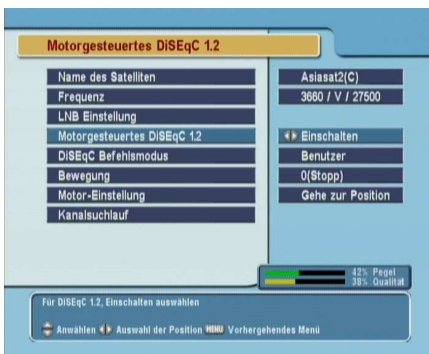 Motorgesteuertes DiSEqC 1.2
Name des Satelliten Asiasat2(C)
Frequenz 3660 / V / 27500
LNB Einstellung
Motorgesteuertes DiSEqC 1.2 Einschalten
DiSEqC Befehlsmodus Benutzer
Bewegung 0(Stopp)
Motor-Einstellung Gehe zur Position
Kanalsuchlauf
42% Pegel
38% Qualität
Für DiSEqC 1.2, Einschalten auswählen
Anwählen Auswahl der Position MENU Vorhergehendes Menü